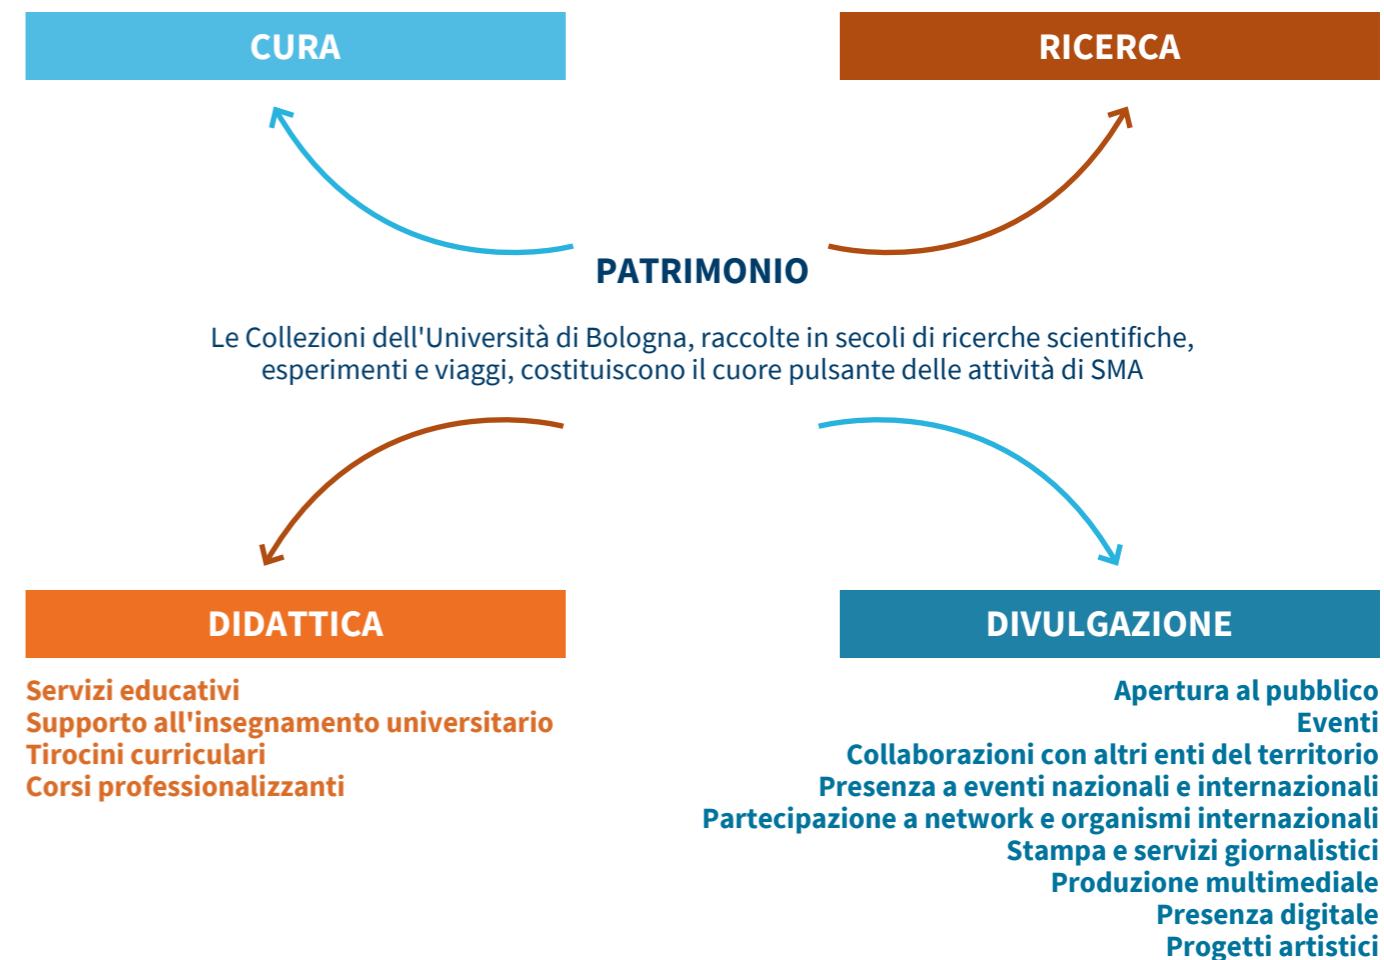 CURA
RICERCA
PATRIMONIO
Le Collezioni dell'Università di Bologna, raccolte in secoli di ricerche scientifiche,
esperimenti e viaggi, costituiscono il cuore pulsante delle attività di SMA
DIDATTICA
Servizi educativi
Supporto all'insegnamento universitario
Tirocini curriculari
Corsi professionalizzanti
DIVULGAZIONE
Apertura al pubblico
Eventi
Collaborazioni con altri enti del territorio
Presenza a eventi nazionali e internazionali
Partecipazione a network e organismi internazionali
Stampa e servizi giornalistici
Produzione multimediale
Presenza digitale
Progetti artistici